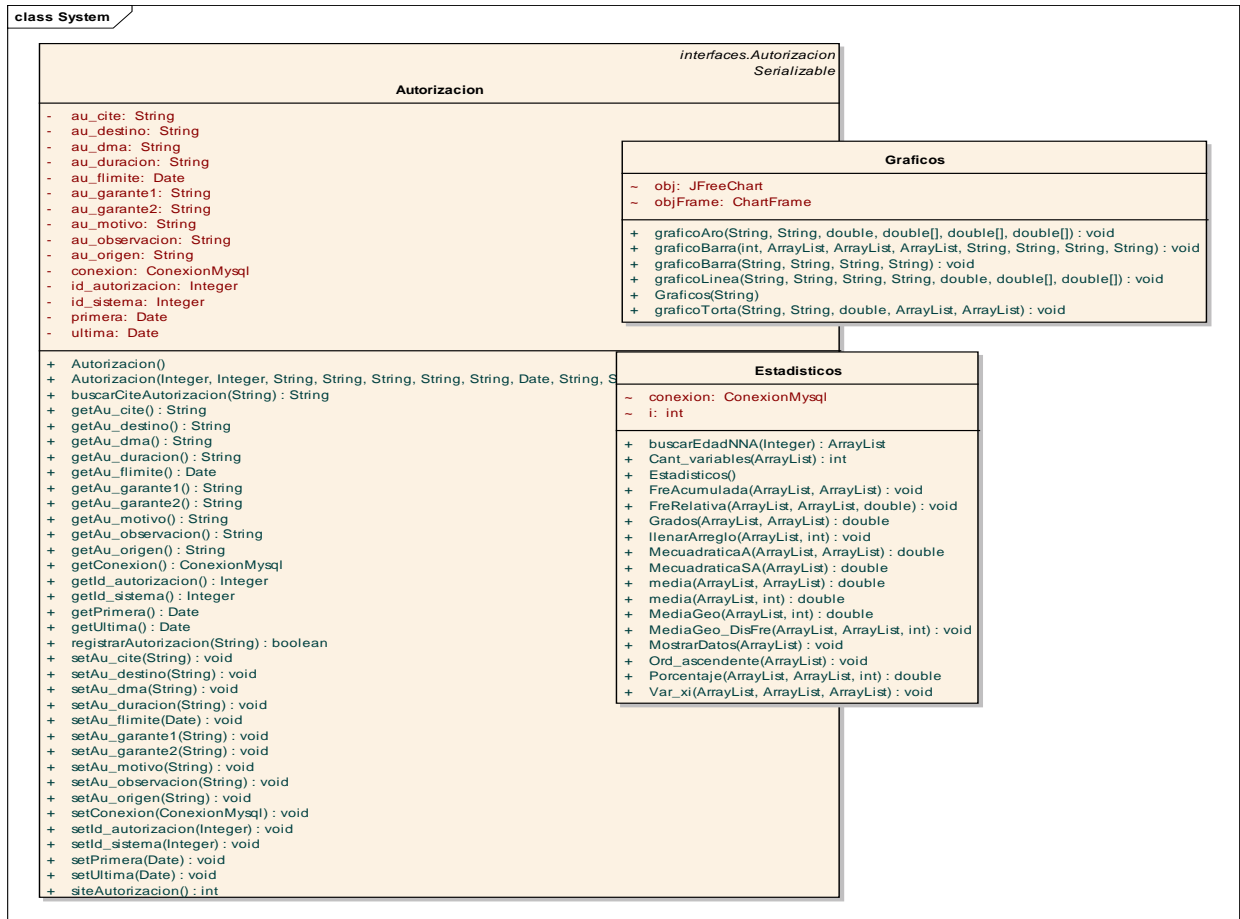 class System
interfaces.Autorizacion
Serializable
Autorizacion
- au_cite: String
- au_destino: String
- au_dma: String
- au_duracion: String
- au_flimite: Date
- au_garante1: String
- au_garante2: String
- au_motivo: String
- au_observacion: String
- au_origen: String
- conexion: ConexionMysql
- id_autorizacion: Integer
- id_sistema: Integer
- primera: Date
- ultima: Date
+ Autorizacion()
+ Autorizacion(Integer, Integer, String, String, String, String, String, Date, String, S
+ buscarCiteAutorizacion(String) : String
+ getAu_cite() : String
+ getAu_destino() : String
+ getAu_dma() : String
+ getAu_duracion() : String
+ getAu_flimite() : Date
+ getAu_garante1() : String
+ getAu_garante2() : String
+ getAu_motivo() : String
+ getAu_observacion() : String
+ getAu_origen() : String
+ getConexion() : ConexionMysql
+ getId_autorizacion() : Integer
+ getId_sistema() : Integer
+ getPrimera() : Date
+ getUltima() : Date
+ registrarAutorizacion(String) : boolean
+ setAu_cite(String) : void
+ setAu_destino(String) : void
+ setAu_dma(String) : void
+ setAu_duracion(String) : void
+ setAu_flimite(Date) : void
+ setAu_garante1(String) : void
+ setAu_garante2(String) : void
+ setAu_motivo(String) : void
+ setAu_observacion(String) : void
+ setAu_origen(String) : void
+ setConexion(ConexionMysql) : void
+ setId_autorizacion(Integer) : void
+ setId_sistema(Integer) : void
+ setPrimera(Date) : void
+ setUltima(Date) : void
+ siteAutorizacion() : int
Graficos
~ obj: JFreeChart
~ objFrame: ChartFrame
+ graficoAro(String, String, double, double[], double[], double[]) : void
+ graficoBarra(int, ArrayList, ArrayList, ArrayList, String, String, String, String) : void
+ graficoBarra(String, String, String, String) : void
+ graficoLinea(String, String, String, String, double, double[], double[]) : void
+ Graficos(String)
+ graficoTorta(String, String, double, ArrayList, ArrayList) : void
Estadisticos
~ conexion: ConexionMysql
~ i: int
+ buscarEdadNNA(Integer) : ArrayList
+ Cant_variables(ArrayList) : int
+ Estadisticos()
+ FreAcumulada(ArrayList, ArrayList) : void
+ FreRelativa(ArrayList, ArrayList, double) : void
+ Grados(ArrayList, ArrayList) : double
+ llenarArreglo(ArrayList, int) : void
+ MecuadraticaA(ArrayList, ArrayList) : double
+ MecuadraticaSA(ArrayList) : double
+ media(ArrayList, ArrayList) : double
+ media(ArrayList, int) : double
+ MediaGeo(ArrayList, int) : double
+ MediaGeo_DisFre(ArrayList, ArrayList, int) : void
+ MostrarDatos(ArrayList) : void
+ Ord_ascendente(ArrayList) : void
+ Porcentaje(ArrayList, ArrayList, int) : double
+ Var_xi(ArrayList, ArrayList, ArrayList) : void